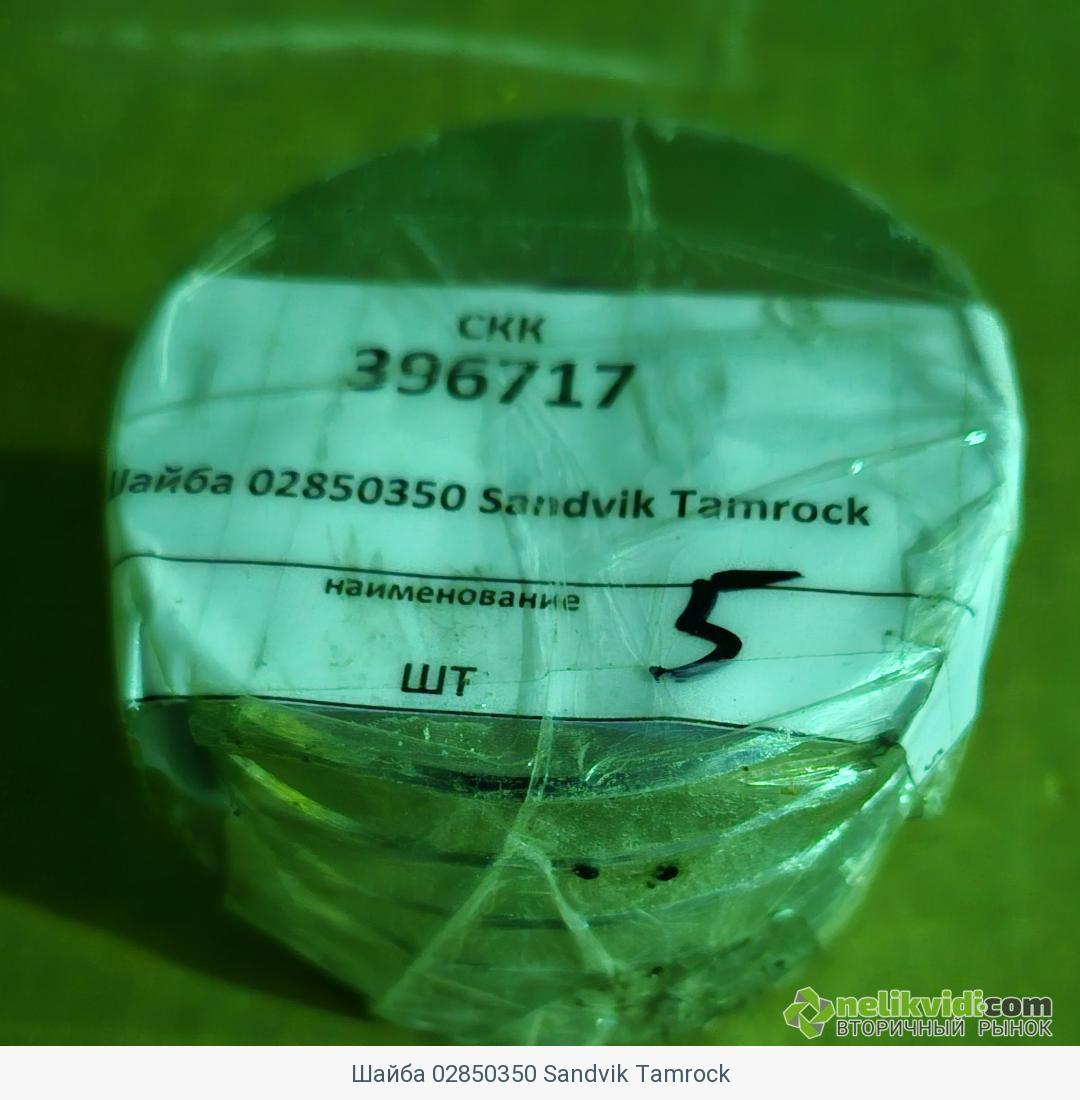 СКК
396717
Шайба 02850350 Sandvik Tamrock
наименование
5
ШТ
nelikvidi.com
ВТОРИЧНЫЙ РЫНОК
Шайба 02850350 Sandvik Tamrock